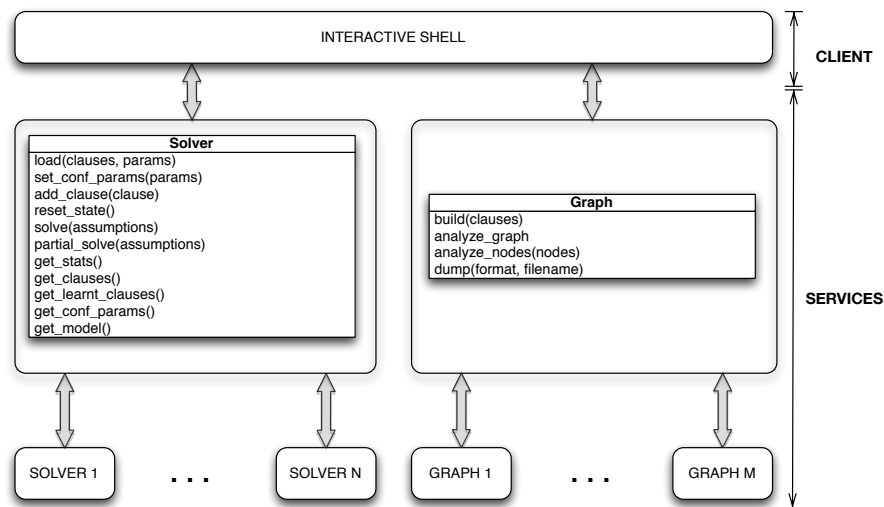 INTERACTIVE SHELL
CLIENT
Solver
load(clauses, params)
set_conf_params(params)
add_clause(clause)
reset_state()
solve(assumptions)
partial_solve(assumptions)
get_stats()
get_clauses()
get_learnt_clauses()
get_conf_params()
get_model()
Graph
build(clauses)
analyze_graph
analyze_nodes(nodes)
dump(format, filename)
SERVICES
SOLVER 1
. . .
SOLVER N
GRAPH 1
. . .
GRAPH M